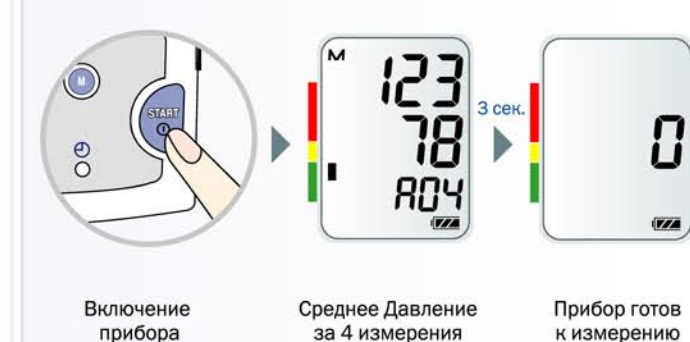 M
START
M
123
78
A04
3 сек.
0
Включение
прибора
Среднее Давление
за 4 измерения
Прибор готов
к измерению